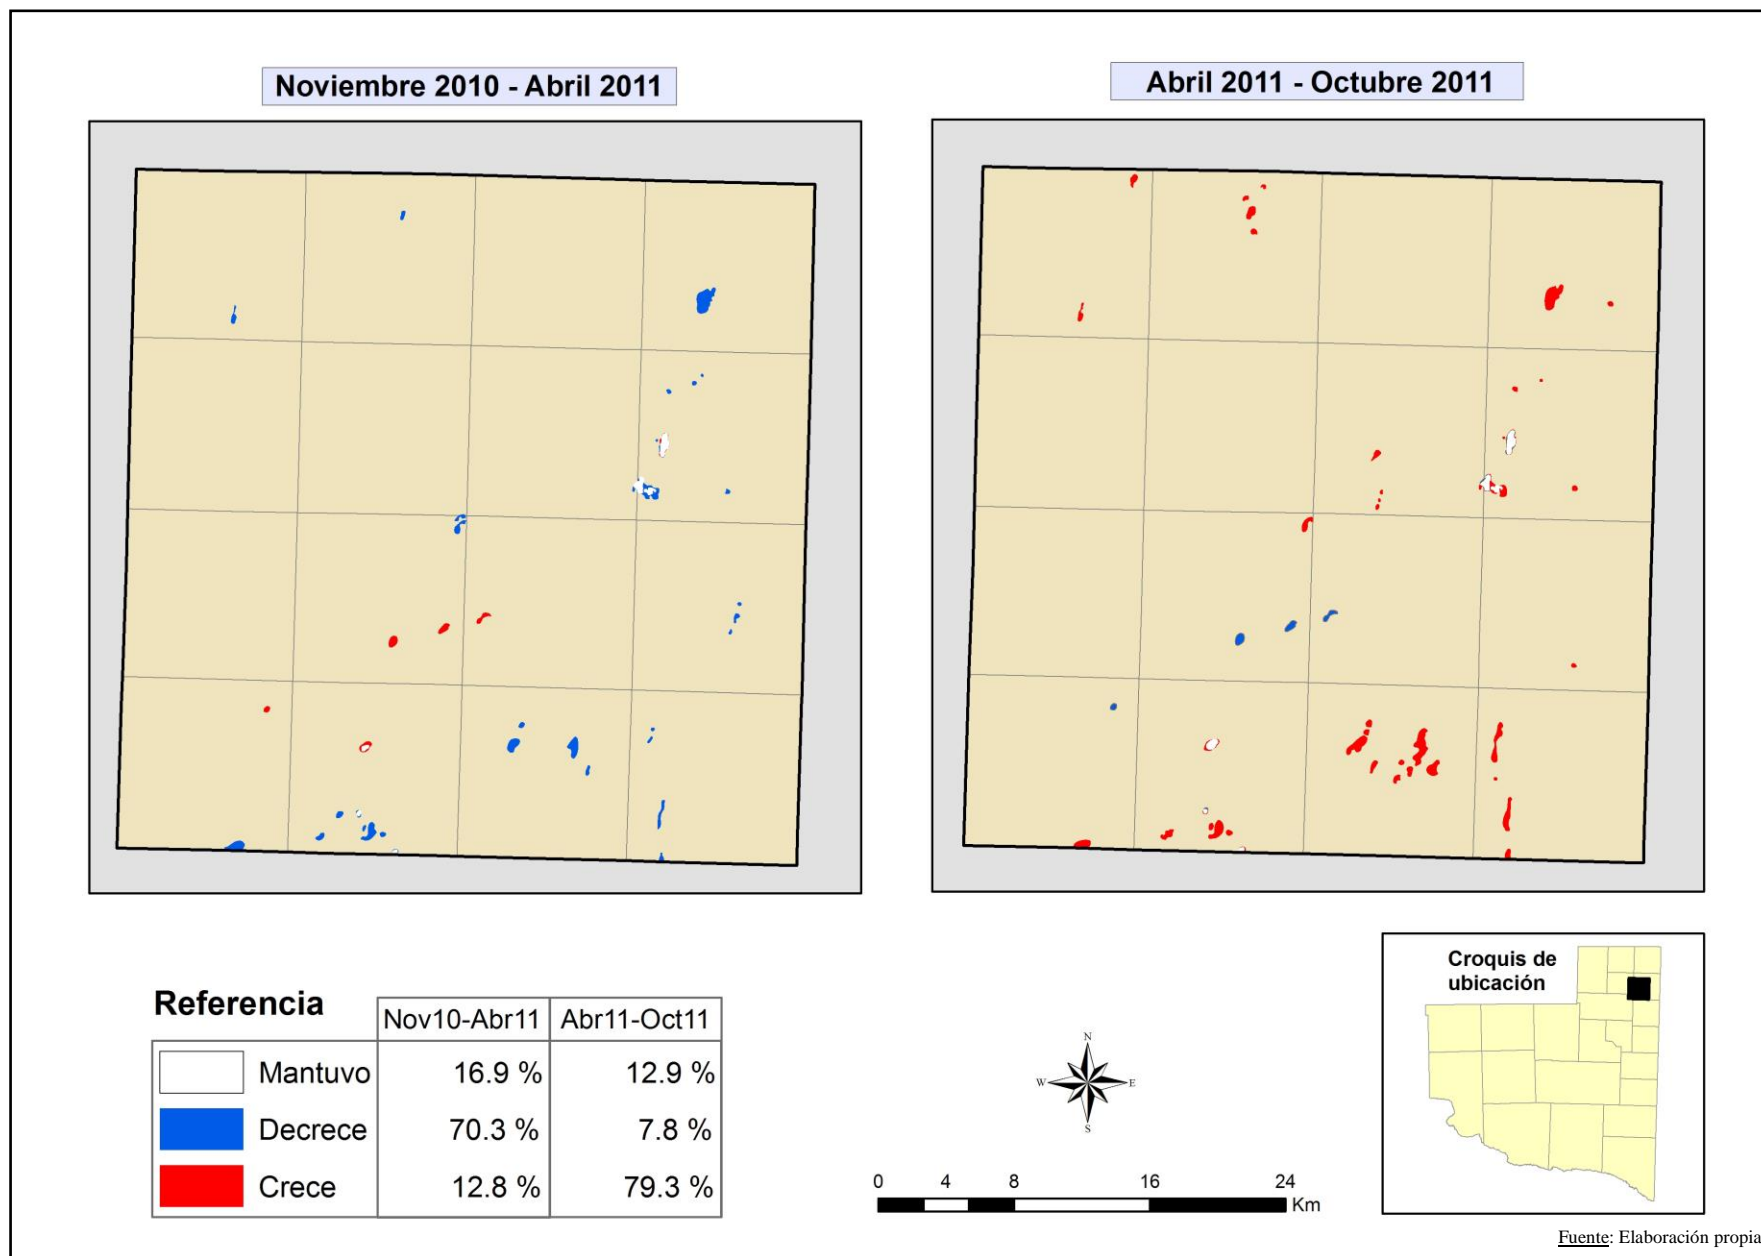 Noviembre 2010 - Abril 2011
Abril 2011 - Octubre 2011
Referencia
Nov10-Abr11 Abr11-Oct11
Mantuvo 16.9 % 12.9 %
Decrece 70.3 % 7.8 %
Crece 12.8 % 79.3 %
N
W E
S
0 4 8 16 24
Km
Croquis de
ubicación
Fuente: Elaboración propia